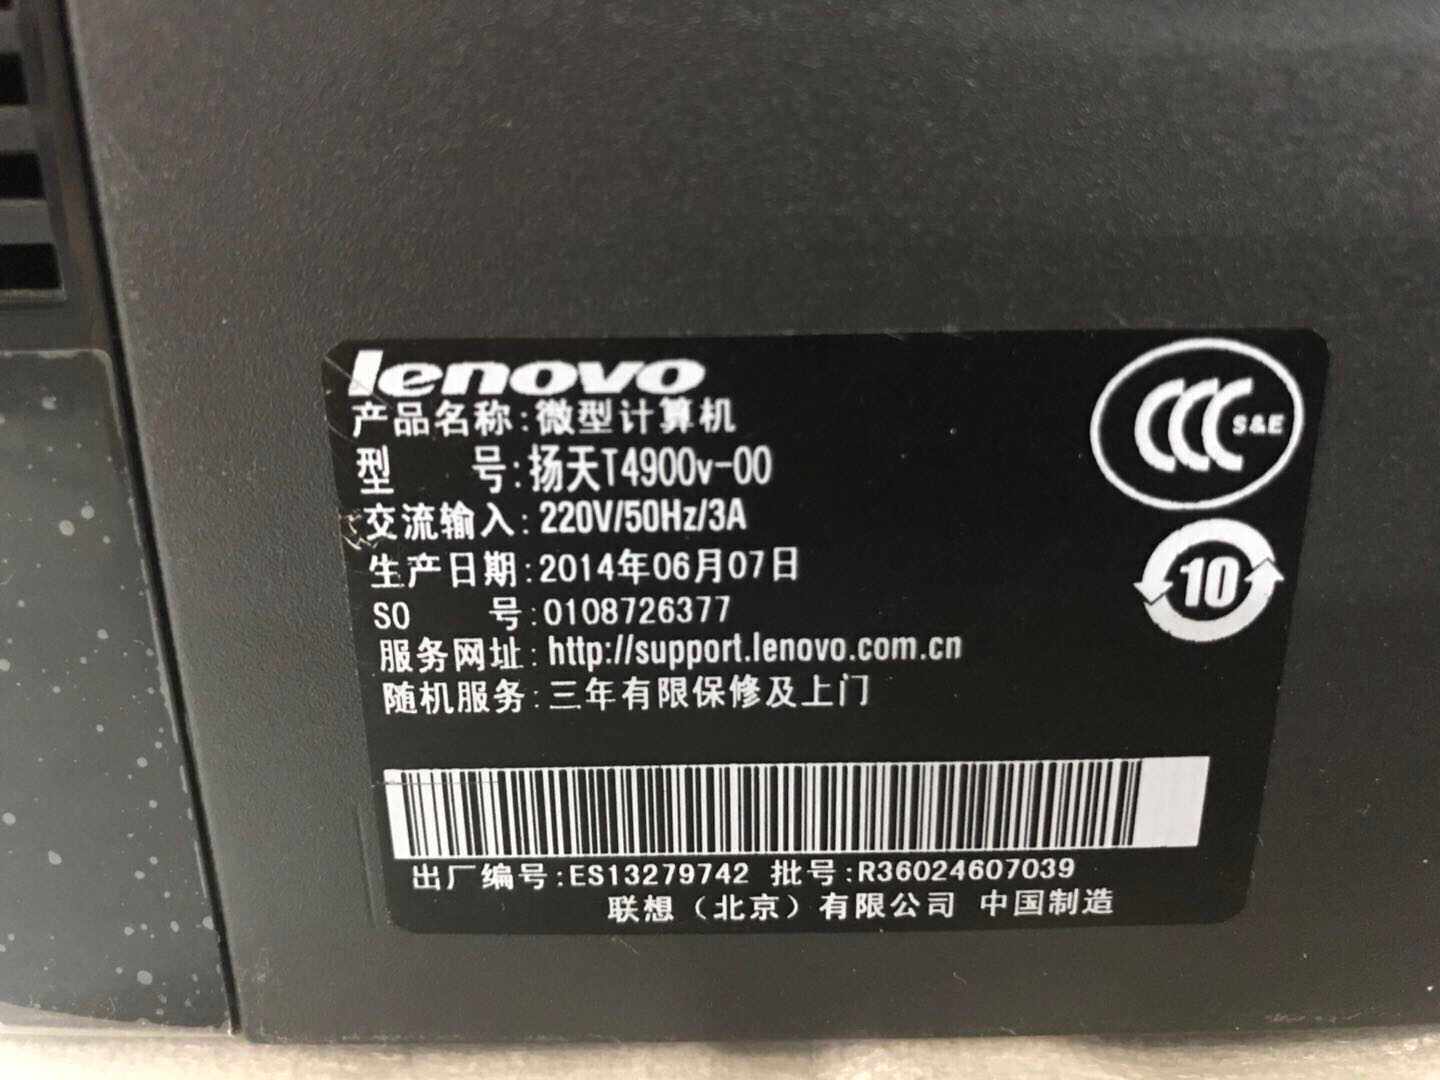 lenovo
产品名称:微型计算机
型 号:扬天T4900v-00
交流输入:220V/50Hz/3A
生产日期:2014年06月07日
SO 号:0108726377
服务网址:http://support.lenovo.com.cn
随机服务:三年有限保修及上门
CCC S&E
10
出厂编号:ES13279742 批号:R36024607039
联想（北京）有限公司 中国制造